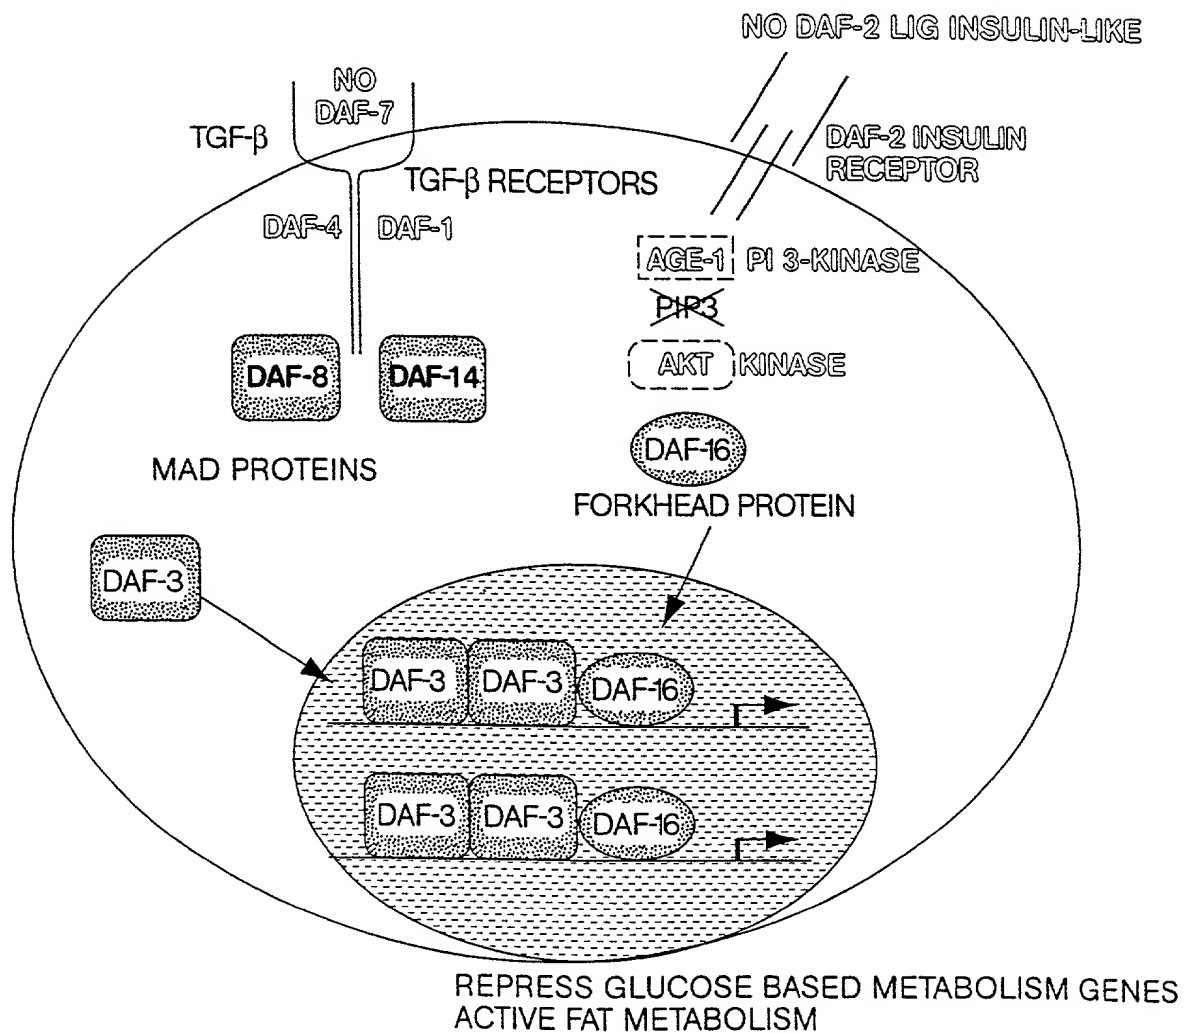 NO DAF-2 LIG INSULIN-LIKE
NO
DAF-7
TGF-β
TGF-β RECEPTORS
DAF-2 INSULIN
RECEPTOR
DAF-4 DAF-1
AGE-1 PI 3-KINASE
PIP3
AKT KINASE
DAF-8 DAF-14
MAD PROTEINS
DAF-16
FORKHEAD PROTEIN
DAF-3
DAF-3 DAF-3 DAF-16
DAF-3 DAF-3 DAF-16
REPRESS GLUCOSE BASED METABOLISM GENES
ACTIVE FAT METABOLISM